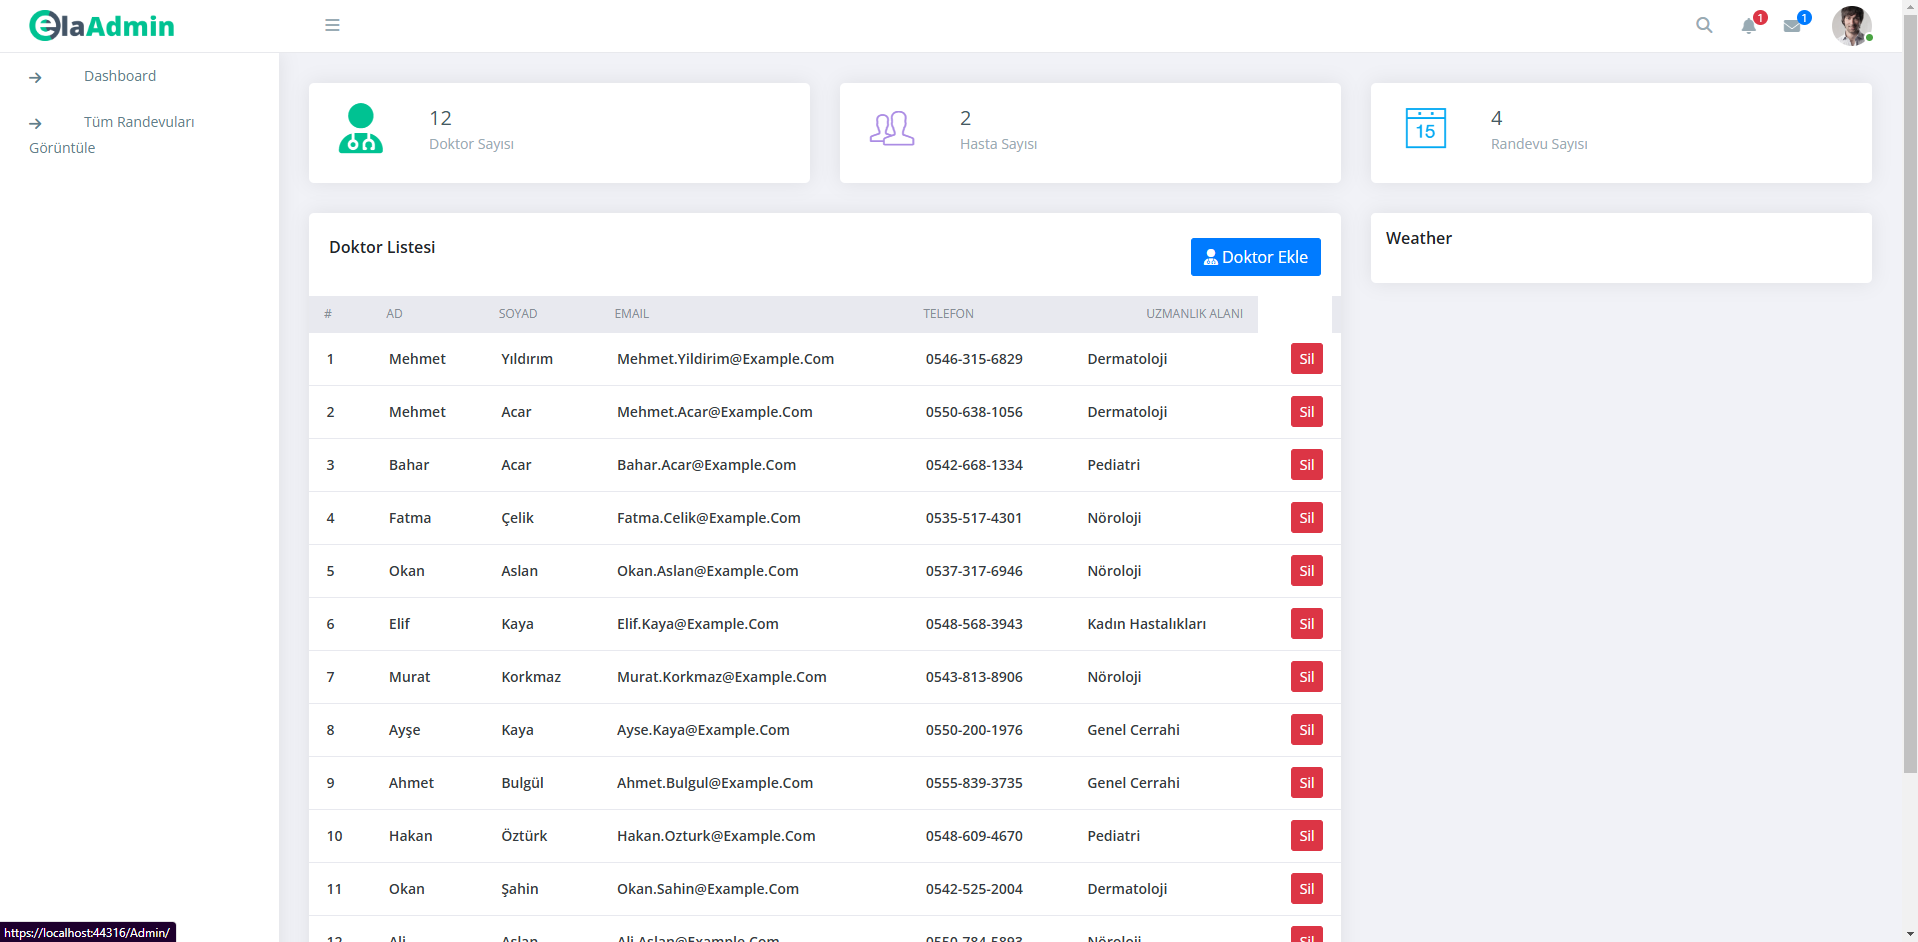 elaAdmin
1
1
Dashboard
Tüm Randevuları
Görüntüle
12
Doktor Sayısı
2
Hasta Sayısı
15
4
Randevu Sayısı
Doktor Listesi
Doktor Ekle
Weather
# AD SOYAD EMAIL TELEFON UZMANLIK ALANI
1 Mehmet Yıldırım Mehmet.Yildirim@Example.Com 0546-315-6829 Dermatoloji Sil
2 Mehmet Acar Mehmet.Acar@Example.Com 0550-638-1056 Dermatoloji Sil
3 Bahar Acar Bahar.Acar@Example.Com 0542-668-1334 Pediatri Sil
4 Fatma Çelik Fatma.Celik@Example.Com 0535-517-4301 Nöroloji Sil
5 Okan Aslan Okan.Aslan@Example.Com 0537-317-6946 Nöroloji Sil
6 Elif Kaya Elif.Kaya@Example.Com 0548-568-3943 Kadın Hastalıkları Sil
7 Murat Korkmaz Murat.Korkmaz@Example.Com 0543-813-8906 Nöroloji Sil
8 Ayşe Kaya Ayse.Kaya@Example.Com 0550-200-1976 Genel Cerrahi Sil
9 Ahmet Bulgül Ahmet.Bulgul@Example.Com 0555-839-3735 Genel Cerrahi Sil
10 Hakan Öztürk Hakan.Ozturk@Example.Com 0548-609-4670 Pediatri Sil
11 Okan Şahin Okan.Sahin@Example.Com 0542-525-2004 Dermatoloji Sil
12 Ali Aslan Ali.Aslan@Example.Com 0550-784-5893 Nöroloji Sil
https://localhost:44316/Admin/